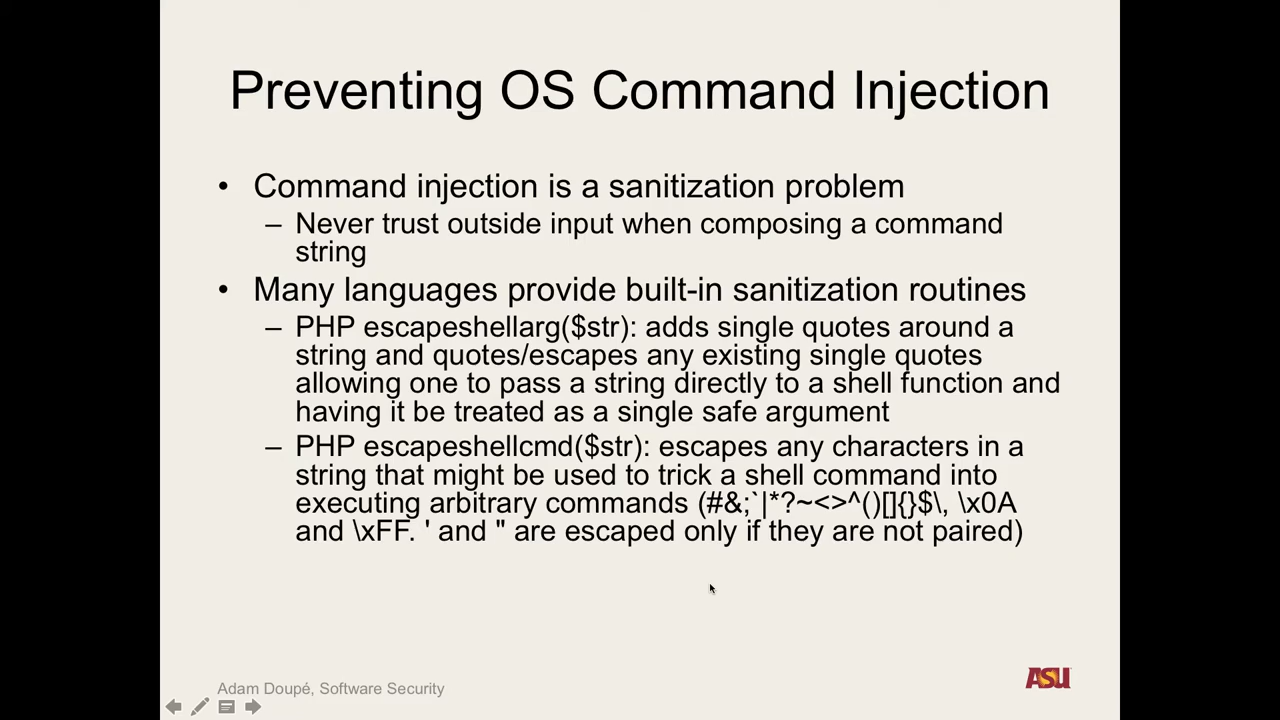 Preventing OS Command Injection
• Command injection is a sanitization problem
– Never trust outside input when composing a command
string
• Many languages provide built-in sanitization routines
– PHP escapeshellarg($str): adds single quotes around a
string and quotes/escapes any existing single quotes
allowing one to pass a string directly to a shell function and
having it be treated as a single safe argument
– PHP escapeshellcmd($str): escapes any characters in a
string that might be used to trick a shell command into
executing arbitrary commands (#&;`|*?~<>^()[]{}$\, \x0A
and \xFF. ' and " are escaped only if they are not paired)
Adam Doupé, Software Security
ASU